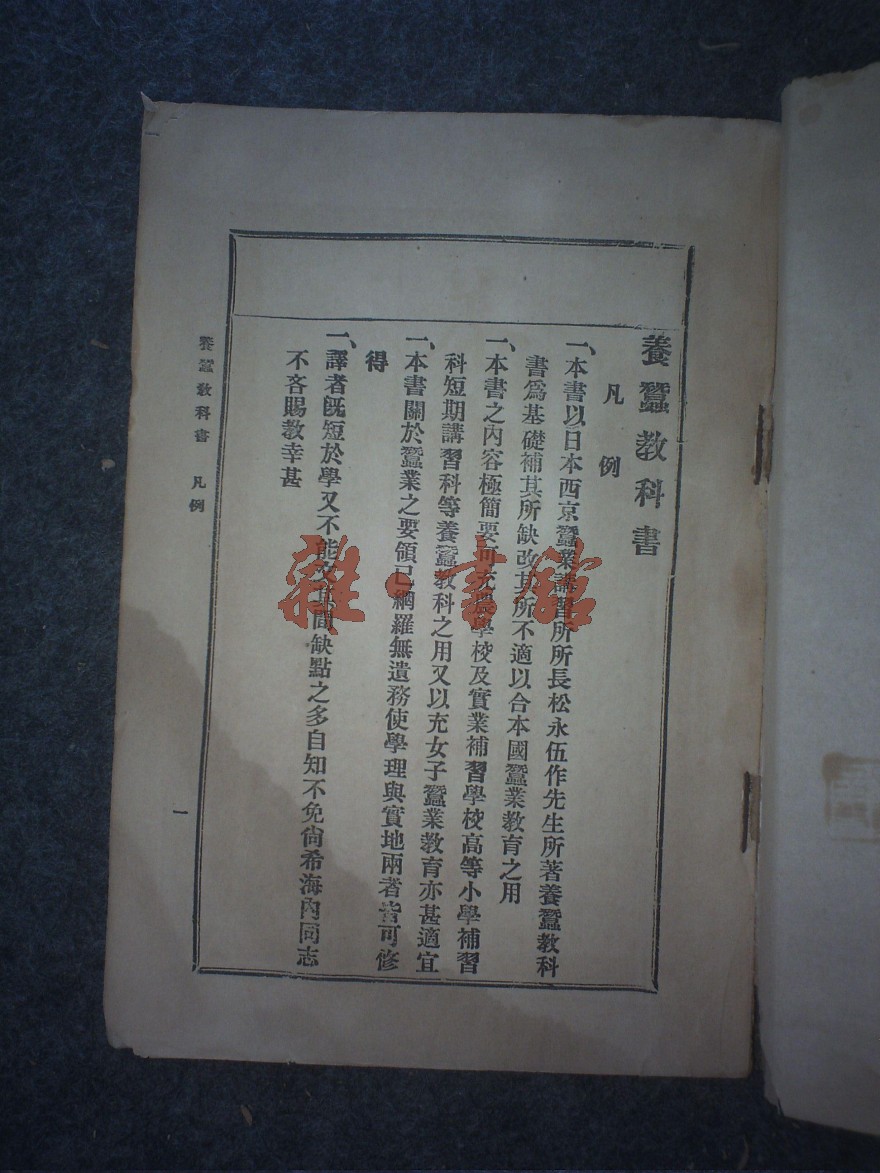 養蠶教科書
凡例
一、本書以日本西京蠶業講習所所長松永伍作先生所著養蠶教科
書爲基礎補其所缺改其所不適以合本國蠶業教育之用
一、本書之內容極簡要可充農學校及實業補習學校高等小學補習
科短期講習科等養蠶教科之用又以充女子蠶業教育亦甚適宜
一、本書關於蠶業之要領已網羅無遺務使學理與實地兩者皆可修
得
一、譯者旣短於學又不能文其間缺點之多自知不免尙希海內同志
不吝賜教幸甚
養蠶教科書 凡例
一
雜·書館